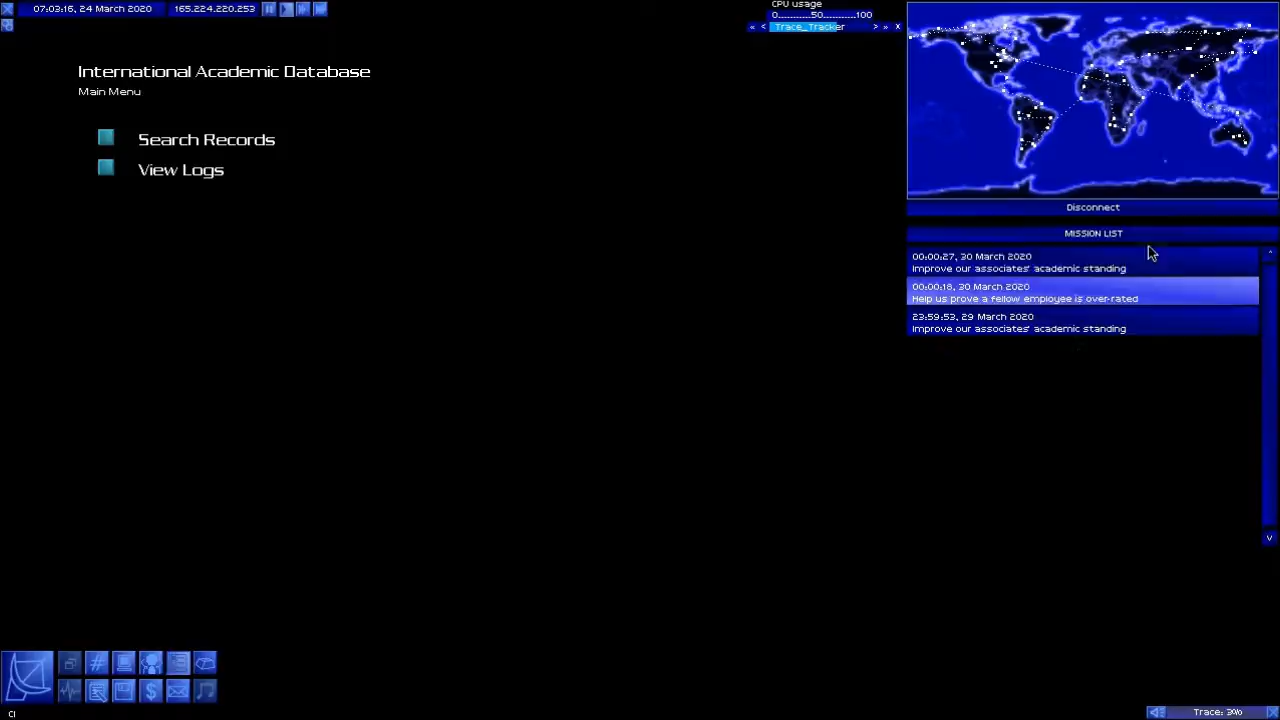 07:03:16, 24 March 2020
165.224.220.253
CPU usage
0.........50.........100
« < Trace_Tracker > » x
International Academic Database
Main Menu
Search Records
View Logs
Disconnect
MISSION LIST
00:00:27, 30 March 2020
Improve our associates' academic standing
00:00:18, 30 March 2020
Help us prove a fellow employee is over-rated
23:59:53, 29 March 2020
Improve our associates' academic standing
Trace: 3%